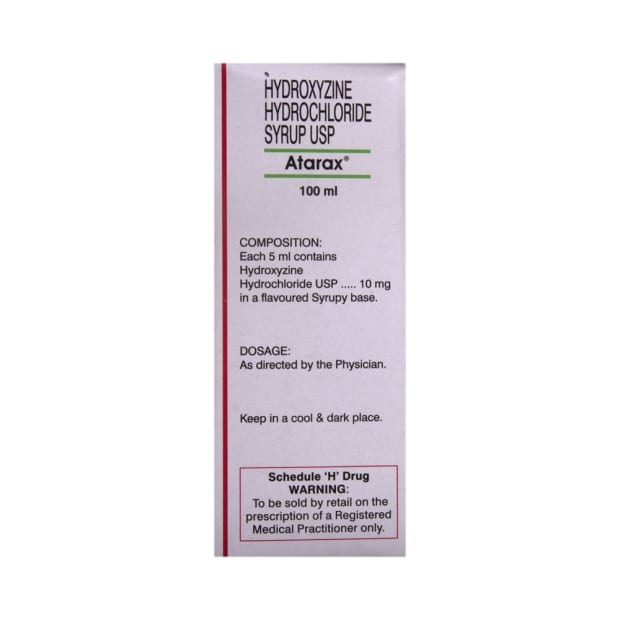 HYDROXYZINE
HYDROCHLORIDE
SYRUP USP
Atarax®
100 ml
COMPOSITION:
Each 5 ml contains
Hydroxyzine
Hydrochloride USP ..... 10 mg
in a flavoured Syrupy base.
DOSAGE:
As directed by the Physician.
Keep in a cool & dark place.
Schedule ‘H’ Drug
WARNING:
To be sold by retail on the
prescription of a Registered
Medical Practitioner only.